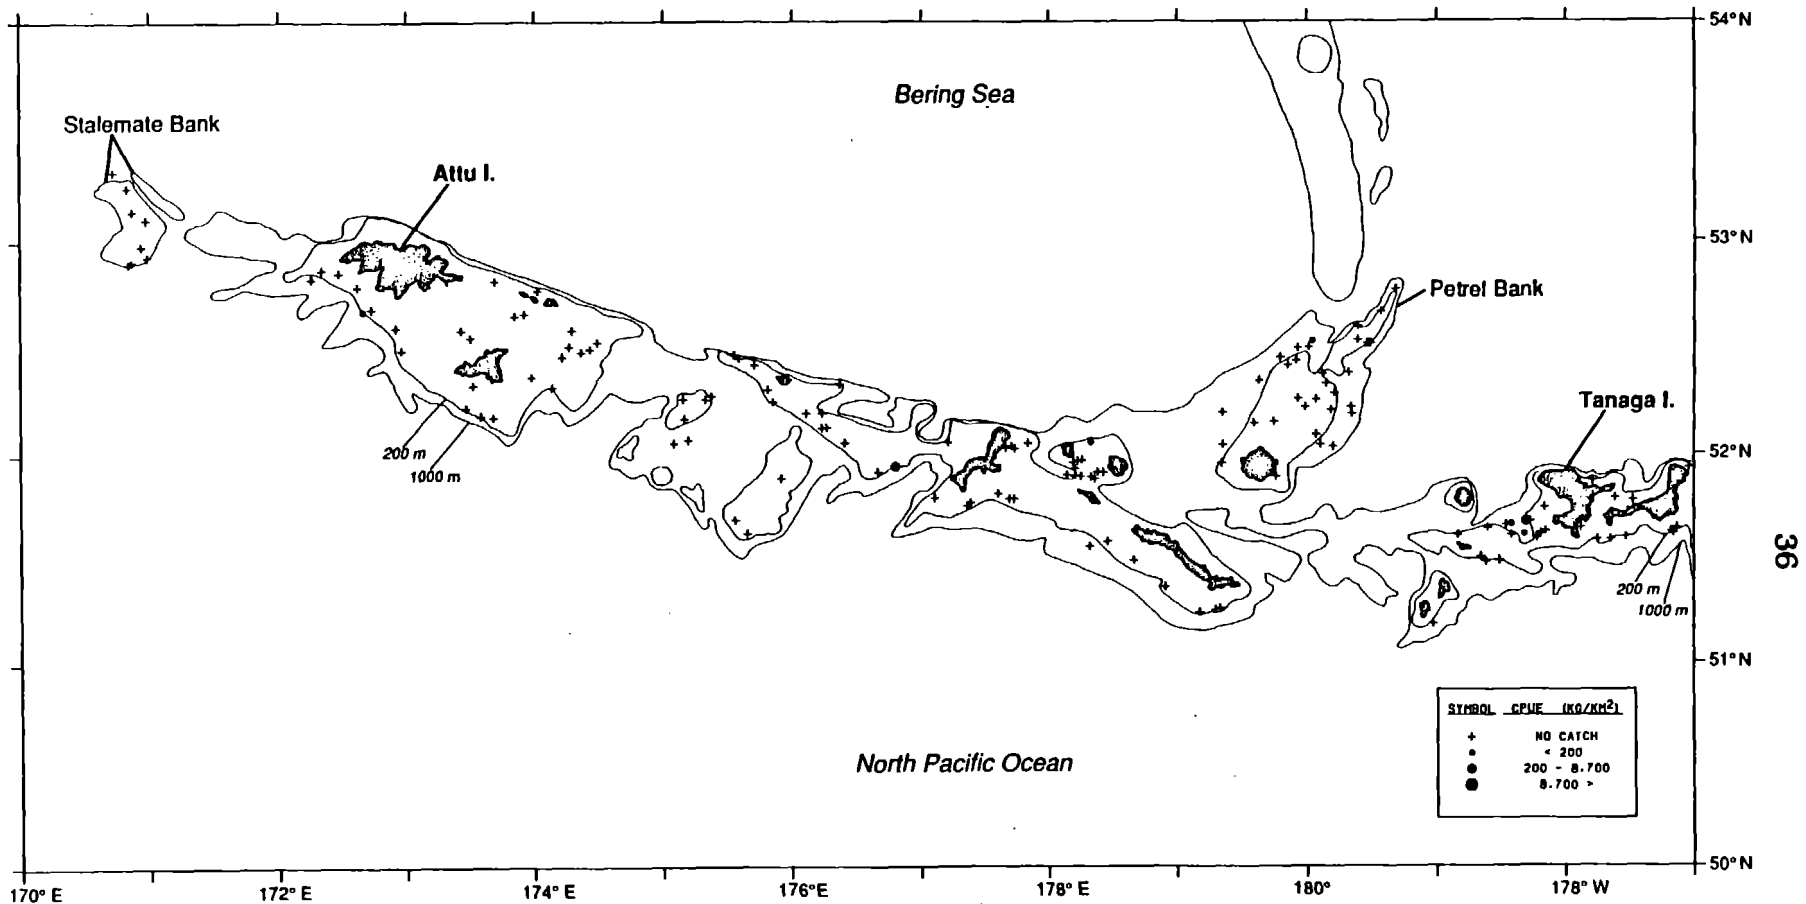 54°N
Bering Sea
Stalemate Bank
Attu I.
53°N
Petrel Bank
Tanaga I.
52°N
200 m
1000 m
36
200 m
1000 m
51°N
SYMBOL CPUE (KG/KM²)
+ NO CATCH
• < 200
● 200 - 8.700
● 8.700 >
North Pacific Ocean
50°N
170° E 172° E 174° E 176° E 178° E 180° 178° W